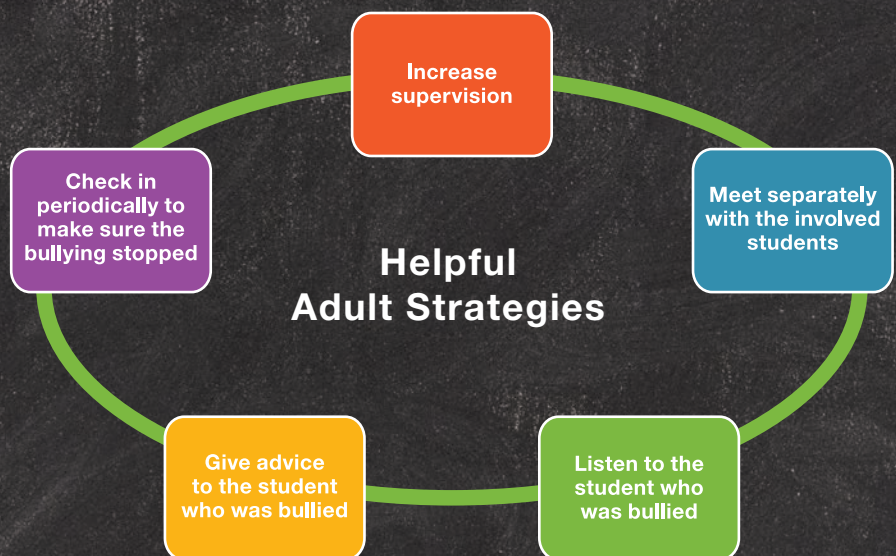 Increase
supervision
Check in
periodically to
make sure the
bullying stopped
Meet separately
with the involved
students
Helpful
Adult Strategies
Give advice
to the student
who was bullied
Listen to the
student who
was bullied